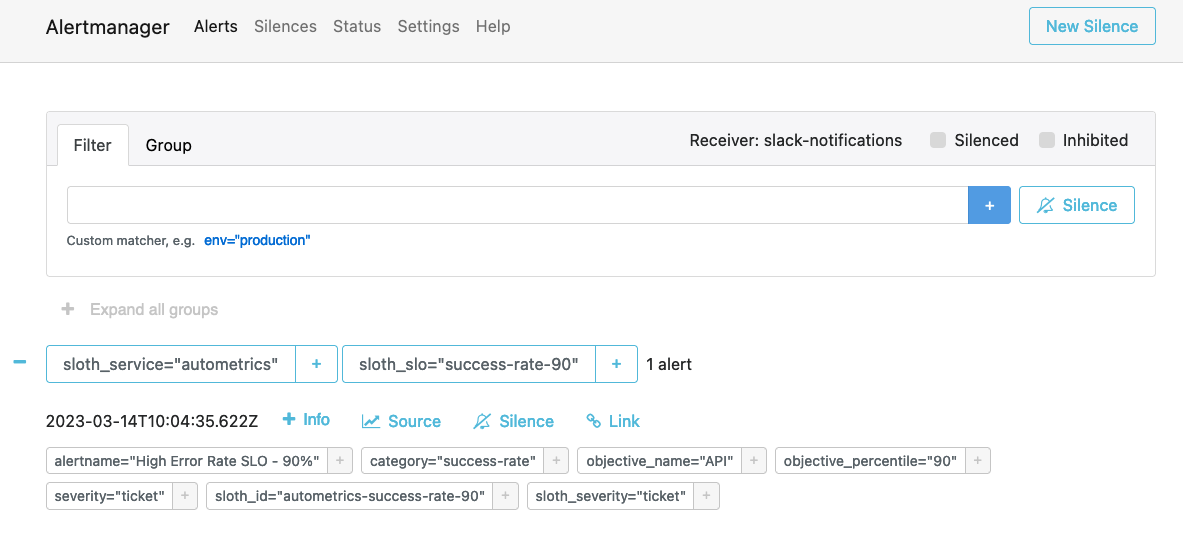 Alertmanager Alerts Silences Status Settings Help New Silence
Filter Group Receiver: slack-notifications Silenced Inhibited
+ Silence
Custom matcher, e.g. env="production"
+ Expand all groups
− sloth_service="autometrics" + sloth_slo="success-rate-90" + 1 alert
2023-03-14T10:04:35.622Z + Info Source Silence Link
alertname="High Error Rate SLO - 90%" + category="success-rate" + objective_name="API" + objective_percentile="90" +
severity="ticket" + sloth_id="autometrics-success-rate-90" + sloth_severity="ticket" +